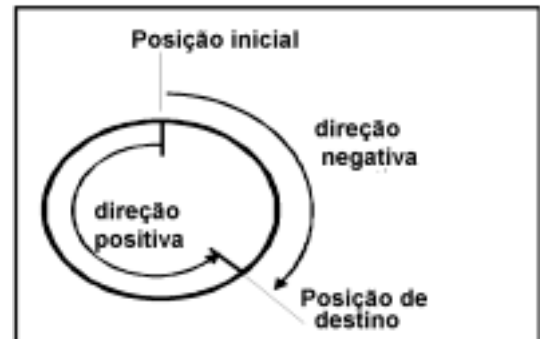 Posição inicial
direção
negativa
direção
positiva
Posição de
destino